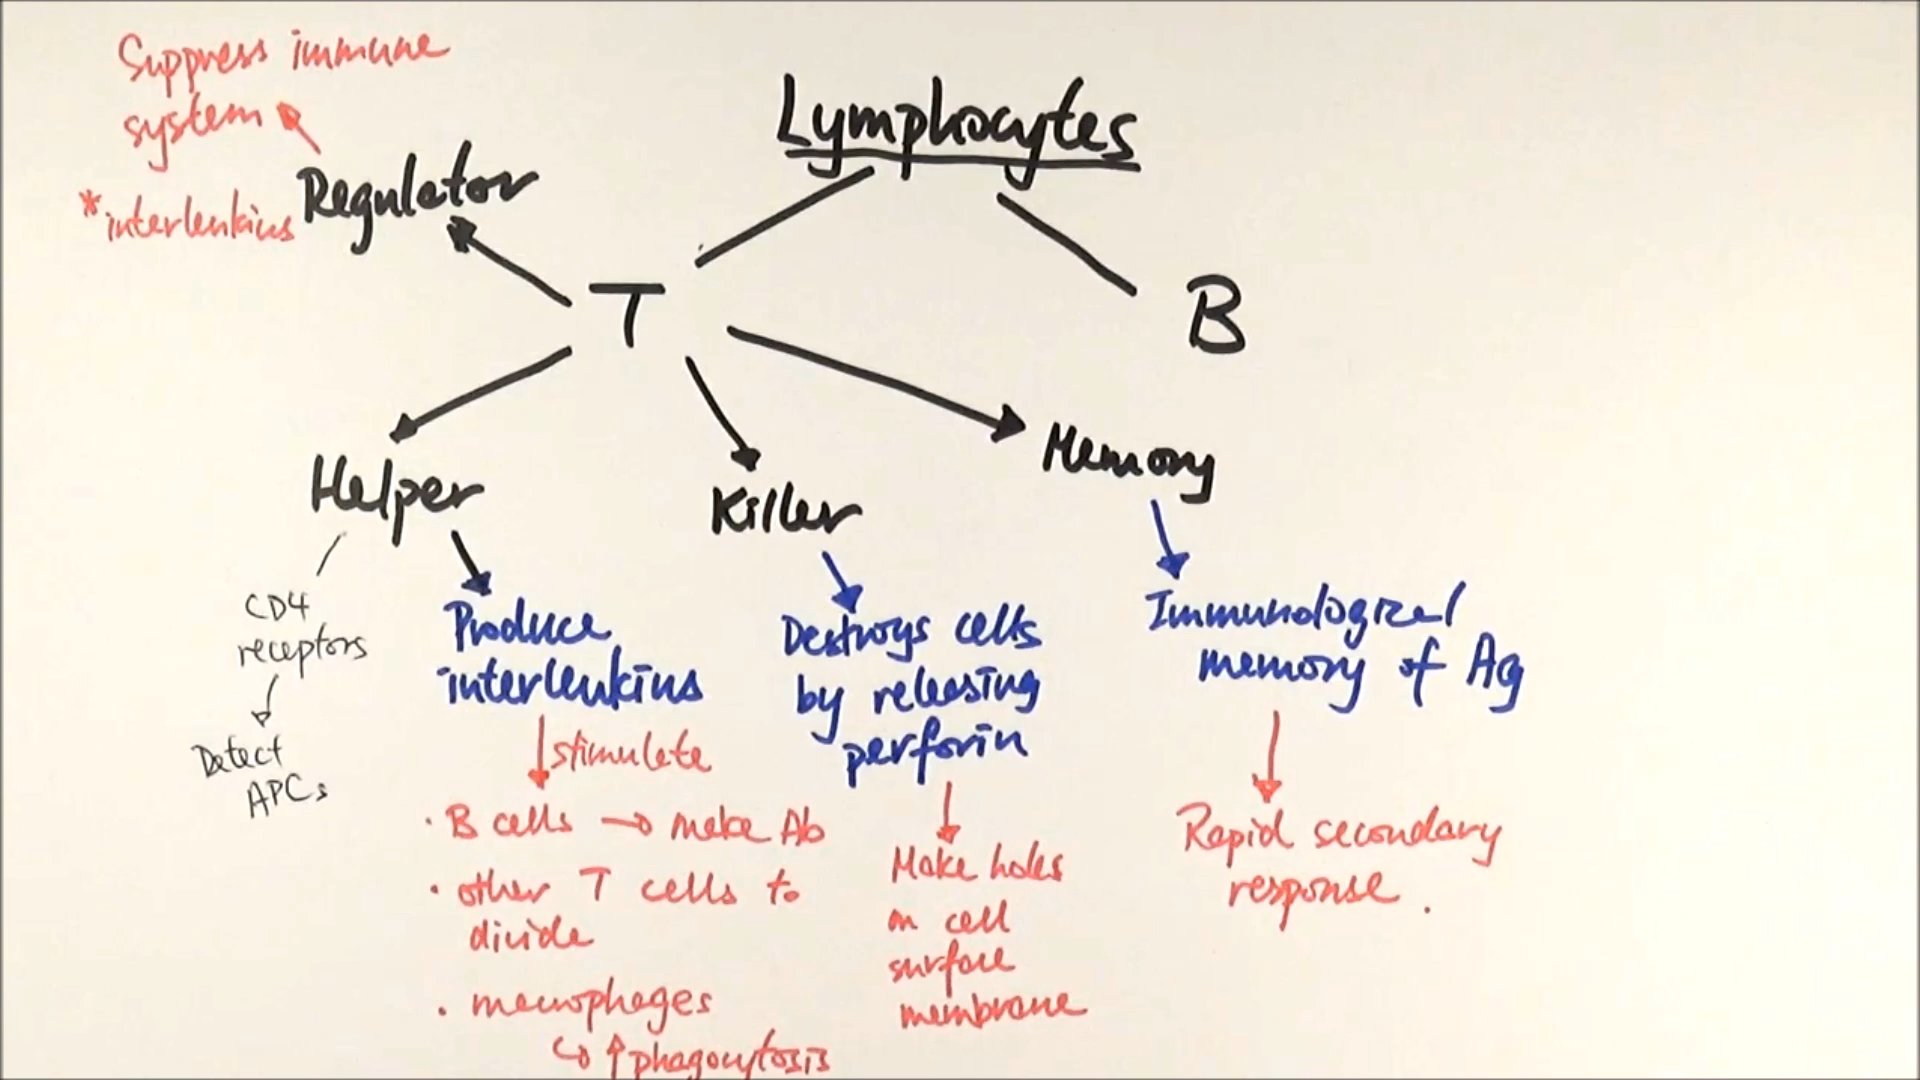 Suppress immune
system
Lymphocytes
Regulator
*interleukins
T
B
Helper
Killer
Memory
CD4
receptors
Detect
APCs
Produce
interleukins
stimulate
· B cells → make Ab
· other T cells to
divide
· macrophages
↳ ↑ phagocytosis
Destroys cells
by releasing
perforin
Make holes
on cell
surface
membrane
Immunological
memory of Ag
Rapid secondary
response.